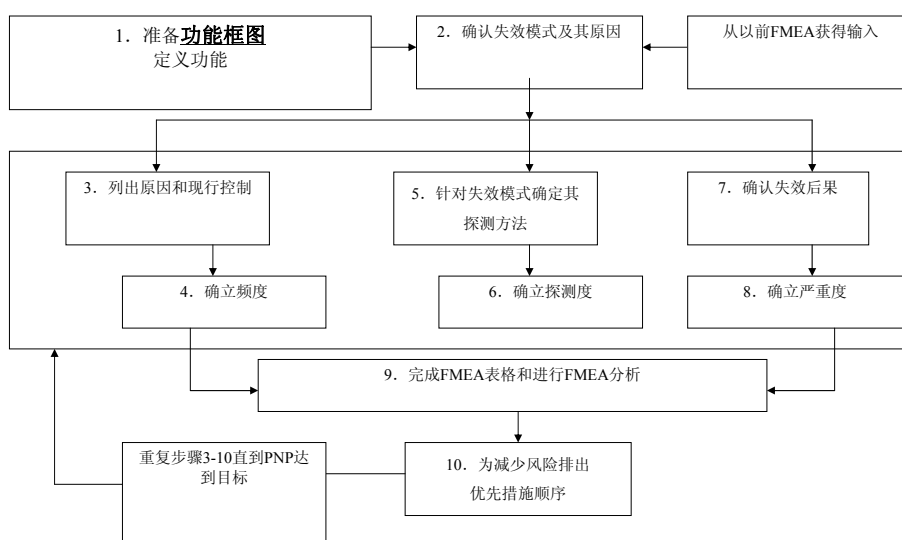 1．准备功能框图
定义功能
2．确认失效模式及其原因
从以前FMEA获得输入
3．列出原因和现行控制
5．针对失效模式确定其
探测方法
7．确认失效后果
4．确立频度
6．确立探测度
8．确立严重度
9．完成FMEA表格和进行FMEA分析
重复步骤3-10直到PNP达
到目标
10．为减少风险排出
优先措施顺序